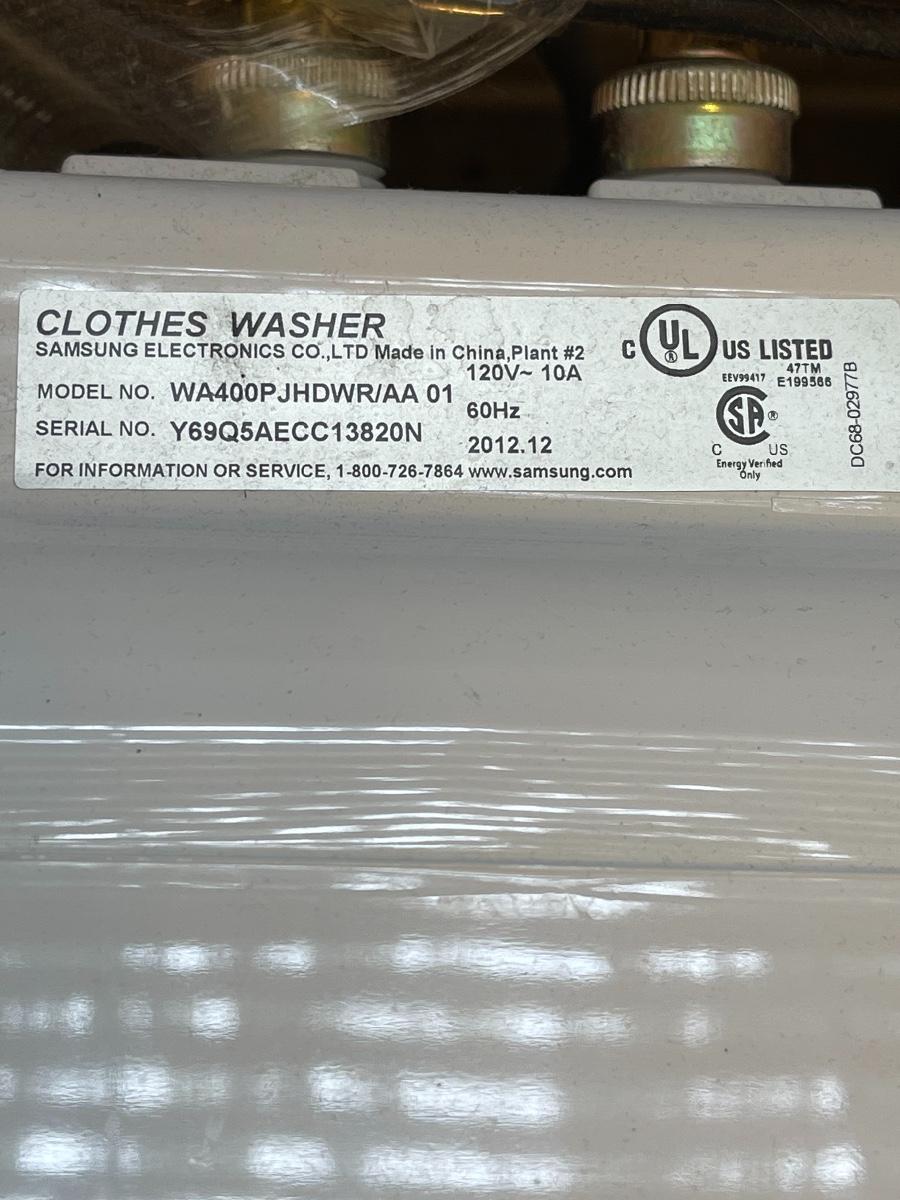 CLOTHES WASHER
SAMSUNG ELECTRONICS CO.,LTD Made in China,Plant #2
120V~ 10A
MODEL NO. WA400PJHDWR/AA 01
60Hz
SERIAL NO. Y69Q5AECC13820N
2012.12
FOR INFORMATION OR SERVICE, 1-800-726-7864 www.samsung.com
C UL ® US LISTED
47TM
EEV99417 E199566
SA ®
C US
Energy Verified
Only
DC68-02977B